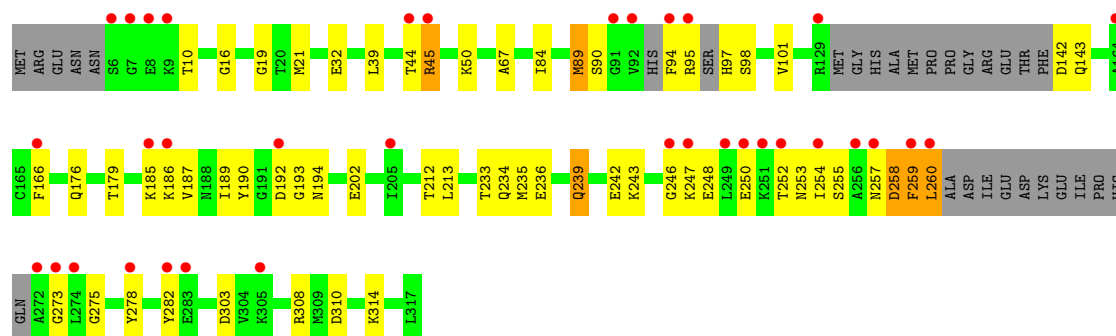 MET ARG GLU ASN ASN S6 G7 E8 K9 T10 G16 G19 T20 M21 E32 L39 T44 R45 K50 A67 I84 M89 S90 G91 V92 HIS F94 R95 SER H97 S98 V101 R129 MET GLY HIS ALA MET PRO PRO GLY ARG GLU THR PHE D142 Q143
C165 F166 Q176 T179 K185 K186 V187 N188 I189 Y190 G191 D192 G193 N194 E202 I205 T212 L213 T233 Q234 M235 E236 Q239 E242 K243 G246 K247 E248 L249 E250 K251 T252 N253 I254 S255 A256 N257 D258 F259 L260 ALA ASP ILE GLU ASP LYS GLU ILE PRO
GLN A272 G273 L274 G275 Y278 Y282 E283 D303 V304 K305 R308 M309 D310 K314 L317